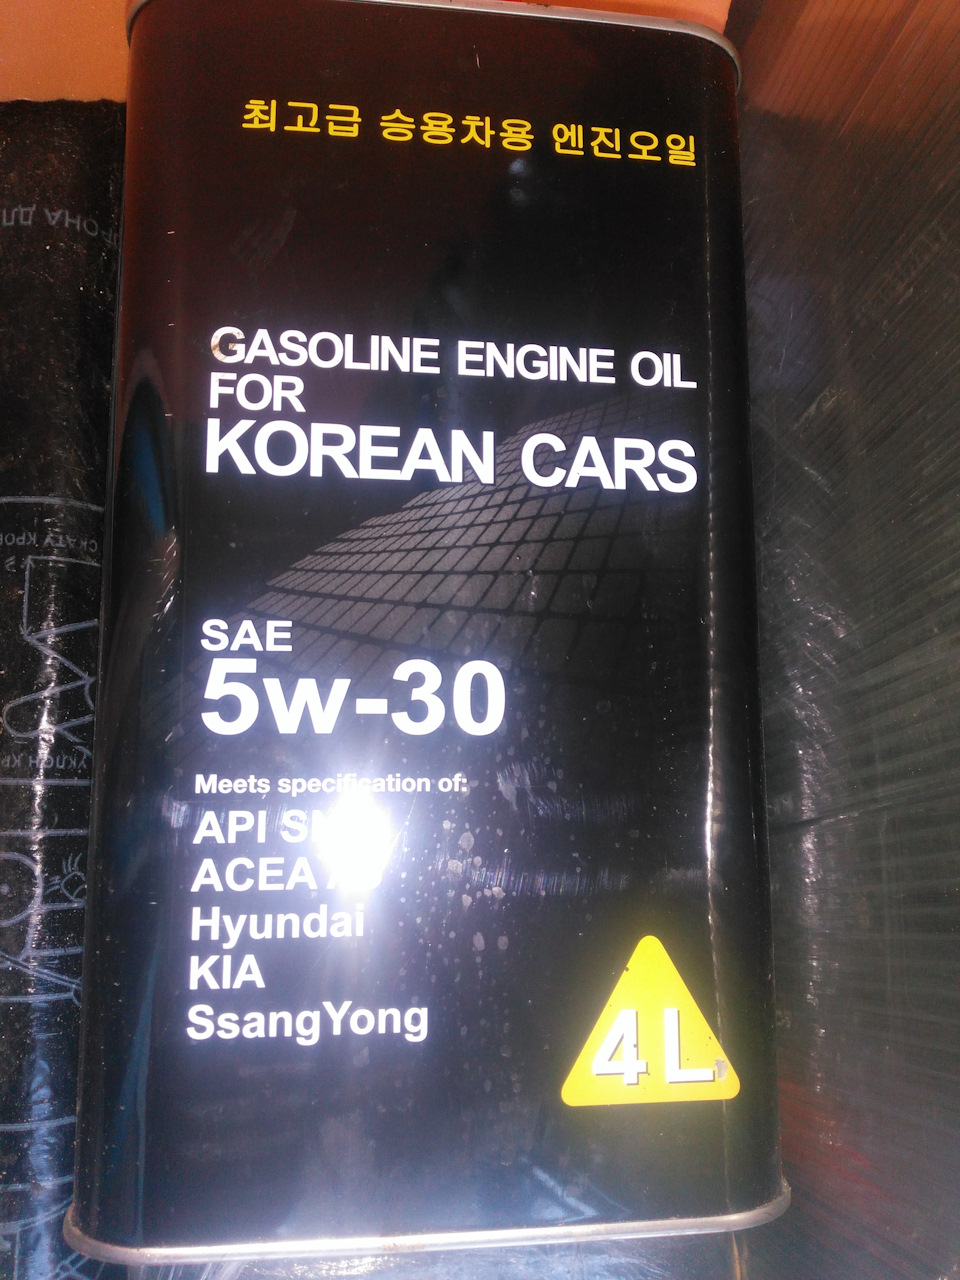 최고급 승용차용 엔진오일
GASOLINE ENGINE OIL
FOR
KOREAN CARS
SAE
5w-30
Meets specification of:
API
ACEA
Hyundai
KIA
SsangYong
4L